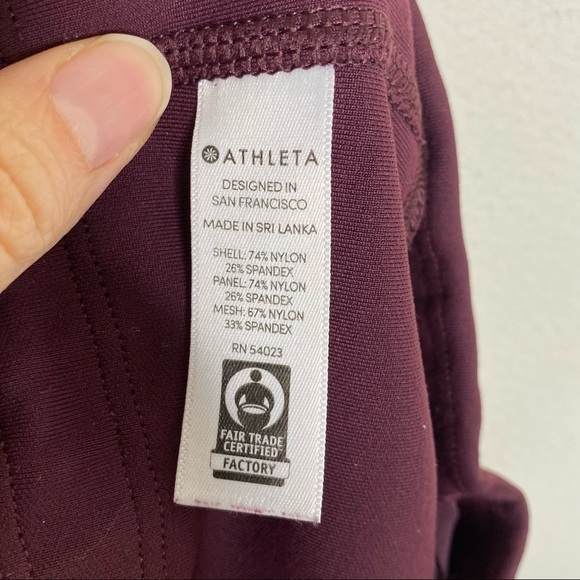 ATHLETA
DESIGNED IN
SAN FRANCISCO
MADE IN SRI LANKA
SHELL: 74% NYLON
26% SPANDEX
PANEL: 74% NYLON
26% SPANDEX
MESH: 67% NYLON
33% SPANDEX
RN 54023
FAIR TRADE
CERTIFIED™
FACTORY